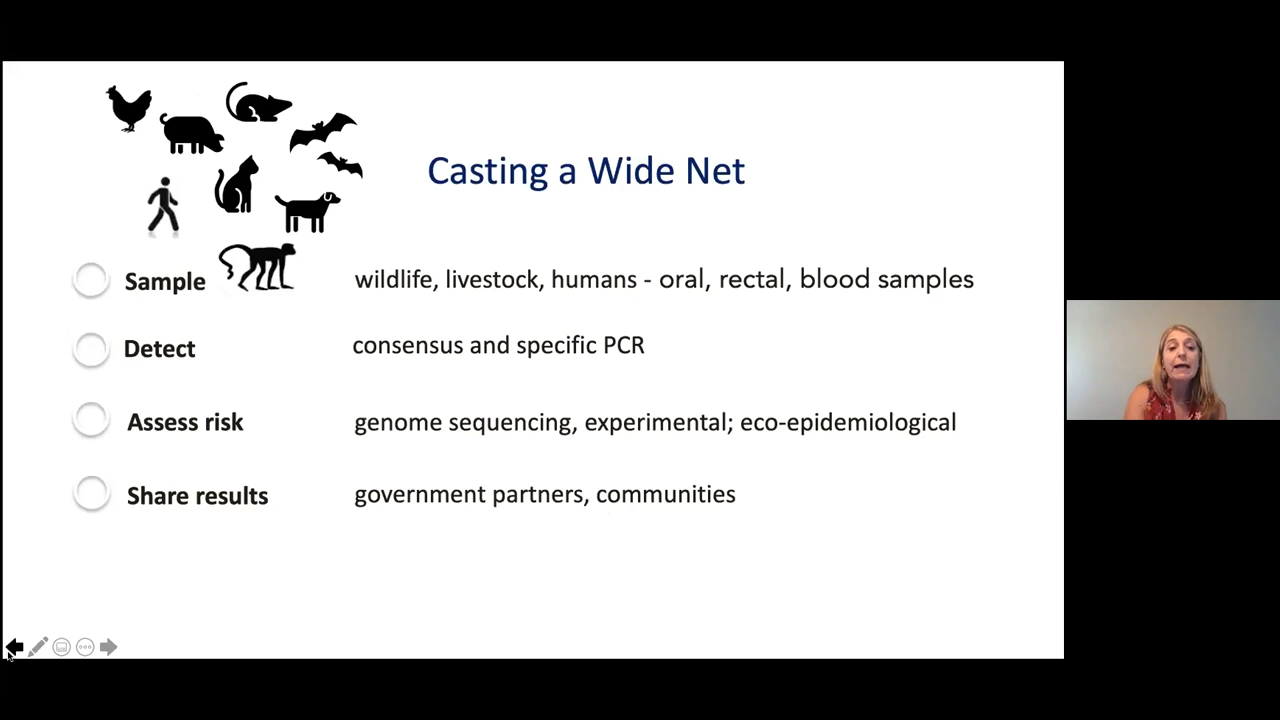 Casting a Wide Net
Sample wildlife, livestock, humans - oral, rectal, blood samples
Detect consensus and specific PCR
Assess risk genome sequencing, experimental; eco-epidemiological
Share results government partners, communities